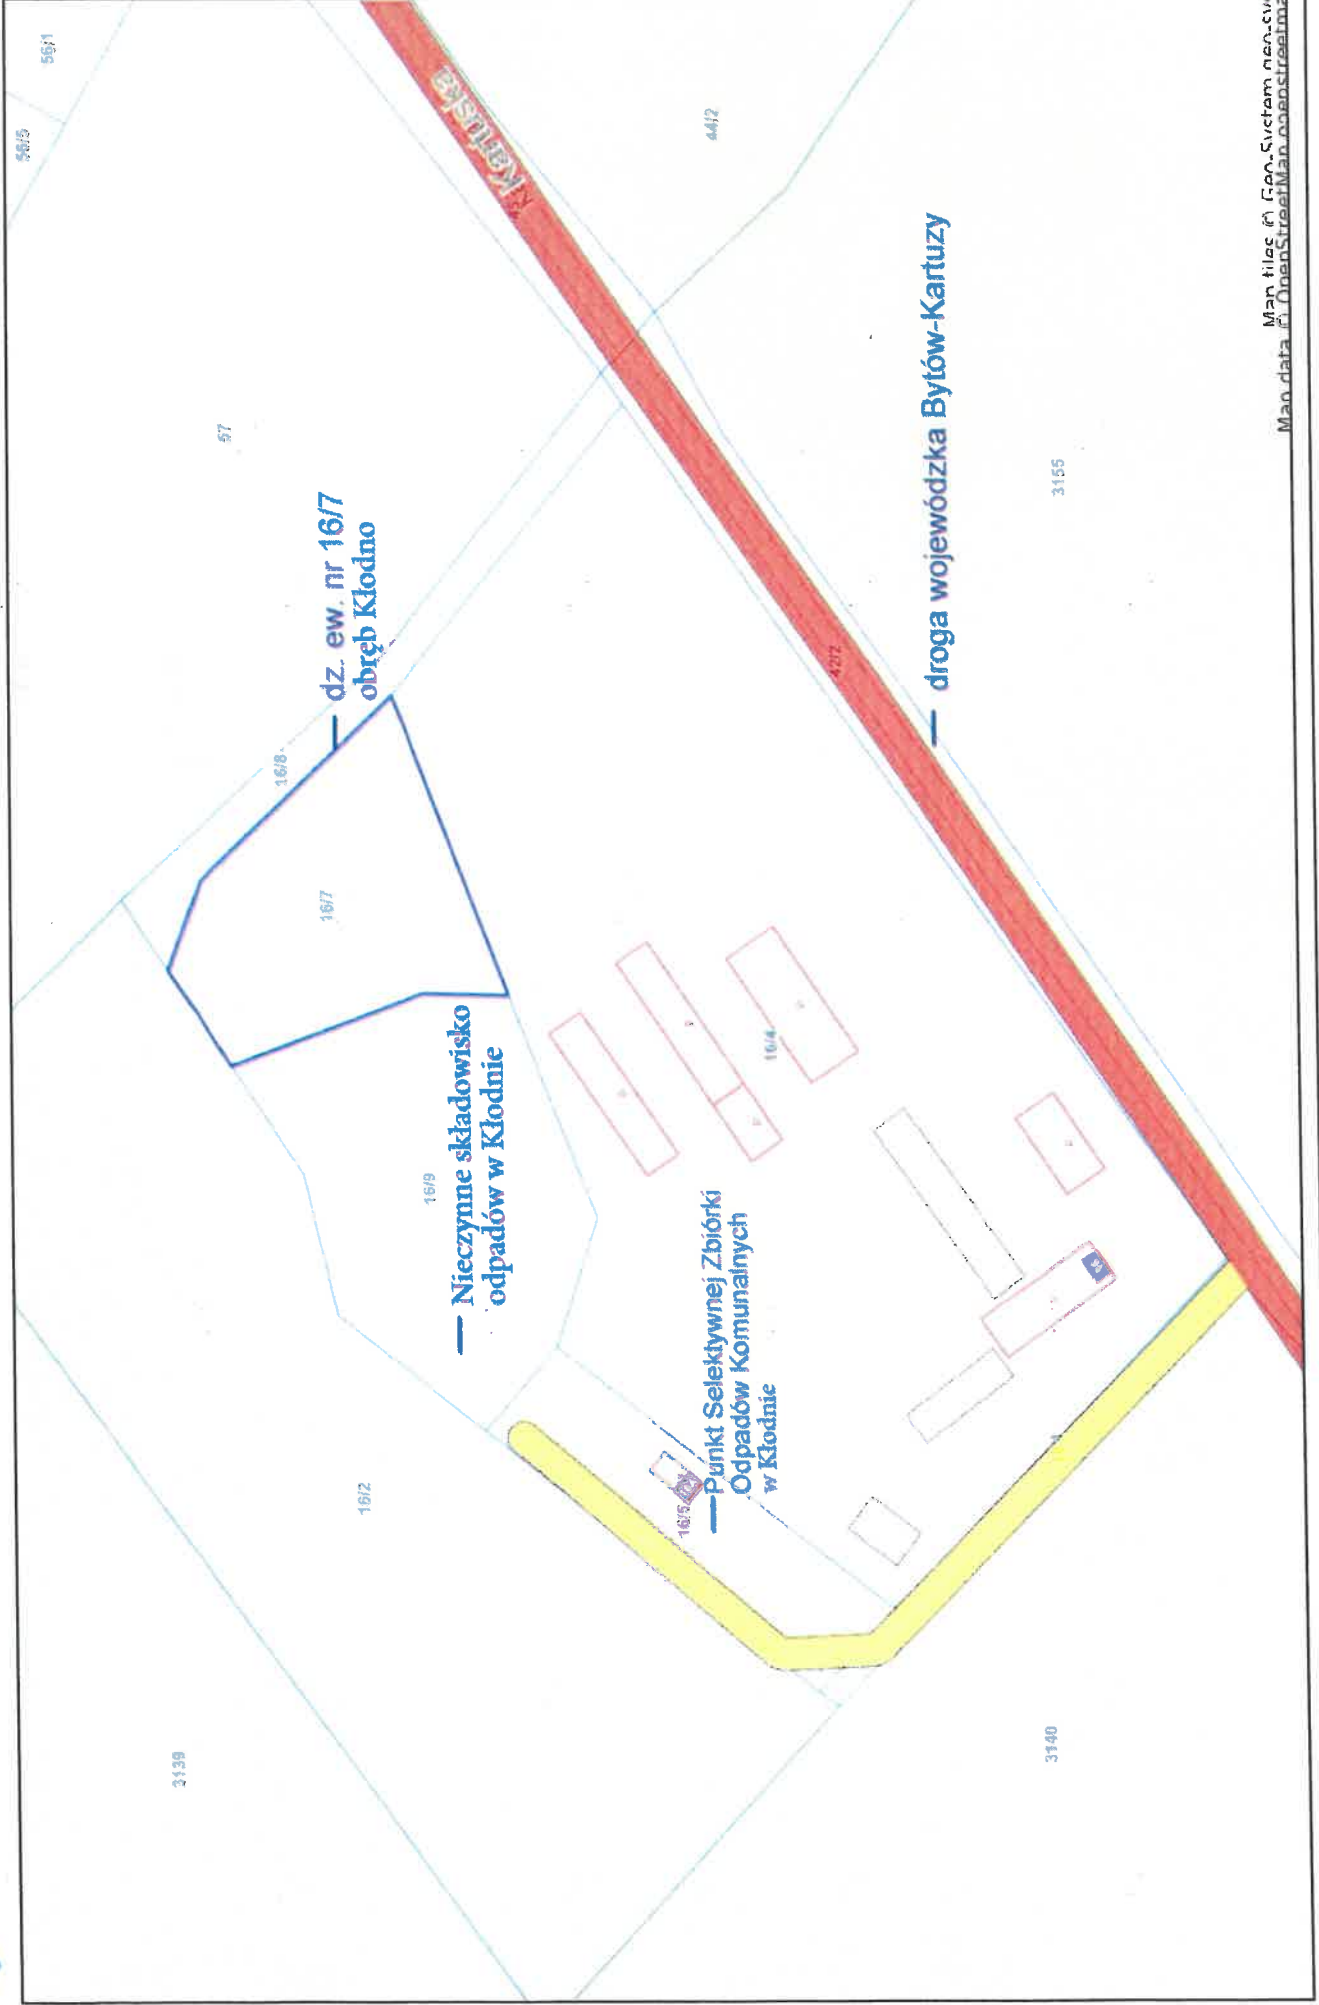 56/5
56/1
57
44/2
Kartuska
dz. ew. nr 16/7
obręb Kłodno
16/8
16/7
droga wojewódzka Bytów-Kartuzy
3155
42/2
Nieczynne składowisko
odpadów w Kłodnie
16/9
16/4
Punkt Selektywnej Zbiórki
Odpadów Komunalnych
w Kłodnie
16/5
16/2
3139
3140
Map tiles © Geo-System
Map data © OpenStreetMap